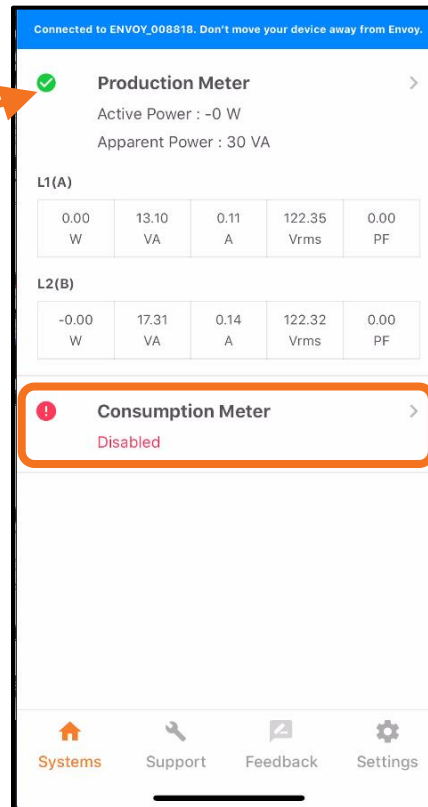 Connected to ENVOY_008818. Don't move your device away from Envoy.
Production Meter
Active Power : -0 W
Apparent Power : 30 VA
L1(A)
0.00 13.10 0.11 122.35 0.00
W VA A Vrms PF
L2(B)
-0.00 17.31 0.14 122.32 0.00
W VA A Vrms PF
Consumption Meter
Disabled
Systems Support Feedback Settings